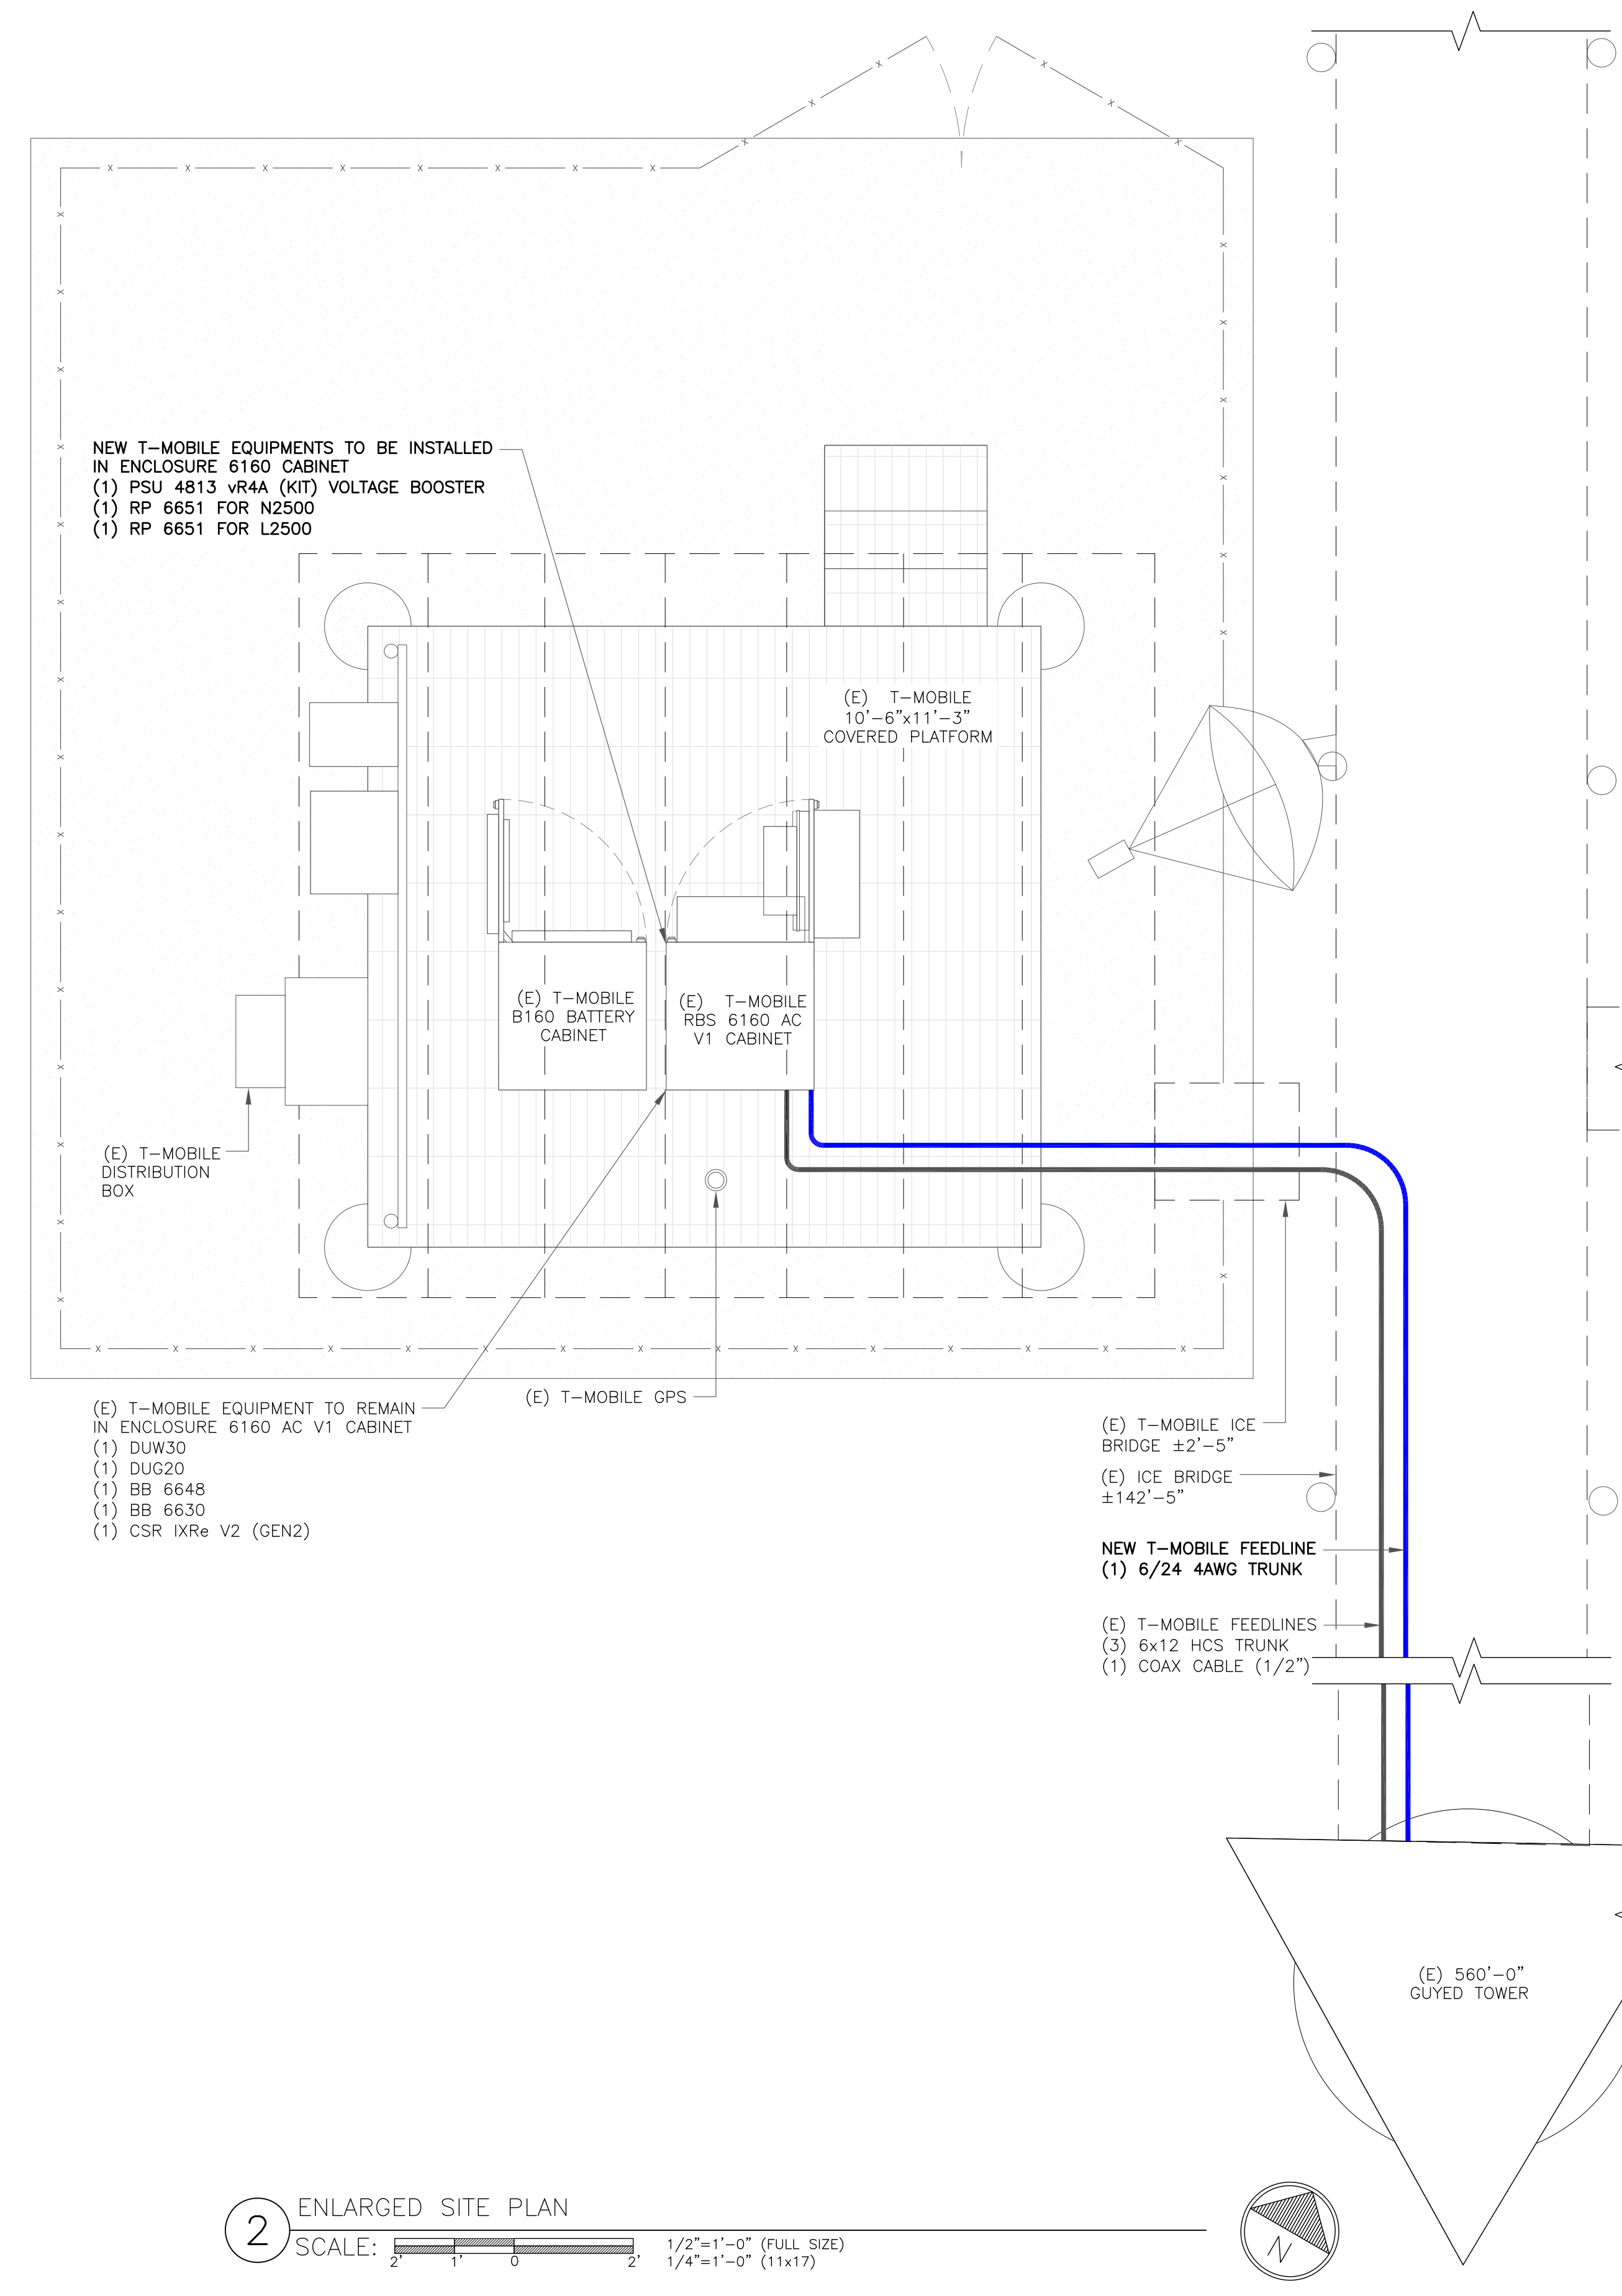 NEW T-MOBILE EQUIPMENTS TO BE INSTALLED
IN ENCLOSURE 6160 CABINET
(1) PSU 4813 vR4A (KIT) VOLTAGE BOOSTER
(1) RP 6651 FOR N2500
(1) RP 6651 FOR L2500
(E) T-MOBILE
10'-6"x11'-3"
COVERED PLATFORM
(E) T-MOBILE
B160 BATTERY
CABINET
(E) T-MOBILE
RBS 6160 AC
V1 CABINET
(E) T-MOBILE
DISTRIBUTION
BOX
(E) T-MOBILE GPS
(E) T-MOBILE EQUIPMENT TO REMAIN
IN ENCLOSURE 6160 AC V1 CABINET
(1) DUW30
(1) DUG20
(1) BB 6648
(1) BB 6630
(1) CSR IXRe V2 (GEN2)
(E) T-MOBILE ICE
BRIDGE ±2'-5"
(E) ICE BRIDGE
±142'-5"
NEW T-MOBILE FEEDLINE
(1) 6/24 4AWG TRUNK
(E) T-MOBILE FEEDLINES
(3) 6x12 HCS TRUNK
(1) COAX CABLE (1/2")
(E) 560'-0"
GUYED TOWER
2
ENLARGED SITE PLAN
SCALE:
2' 1' 0 2'
1/2"=1'-0" (FULL SIZE)
1/4"=1'-0" (11x17)
N